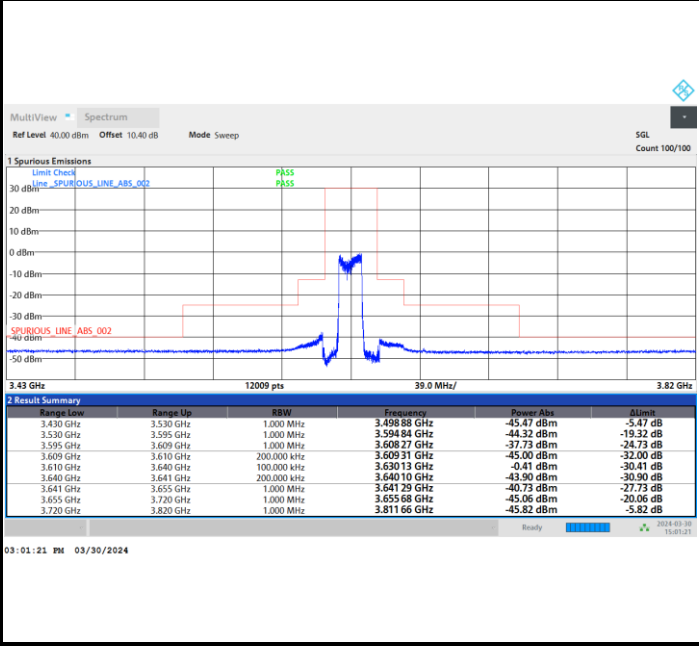 MultiView Spectrum
Ref Level 40.00 dBm Offset 10.40 dB Mode Sweep SGL
Count 100/100
1 Spurious Emissions
Limit Check PASS
Line _SPURIOUS_LINE_ABS_002 PASS
30 dBm
20 dBm
10 dBm
0 dBm
-10 dBm
-20 dBm
-30 dBm
_SPURIOUS_LINE_ABS_002
-40 dBm
-50 dBm
3.43 GHz 12009 pts 39.0 MHz/ 3.82 GHz
2 Result Summary
Range Low Range Up RBW Frequency Power Abs ΔLimit
3.430 GHz 3.530 GHz 1.000 MHz 3.498 88 GHz -45.47 dBm -5.47 dB
3.530 GHz 3.595 GHz 1.000 MHz 3.594 84 GHz -44.32 dBm -19.32 dB
3.595 GHz 3.609 GHz 1.000 MHz 3.608 27 GHz -37.73 dBm -24.73 dB
3.609 GHz 3.610 GHz 200.000 kHz 3.609 31 GHz -45.00 dBm -32.00 dB
3.610 GHz 3.640 GHz 100.000 kHz 3.630 13 GHz -0.41 dBm -30.41 dB
3.640 GHz 3.641 GHz 200.000 kHz 3.640 10 GHz -43.90 dBm -30.90 dB
3.641 GHz 3.655 GHz 1.000 MHz 3.641 29 GHz -40.73 dBm -27.73 dB
3.655 GHz 3.720 GHz 1.000 MHz 3.655 68 GHz -45.06 dBm -20.06 dB
3.720 GHz 3.820 GHz 1.000 MHz 3.811 66 GHz -45.82 dBm -5.82 dB
Ready 2024-03-30
15:01:21
03:01:21 PM 03/30/2024